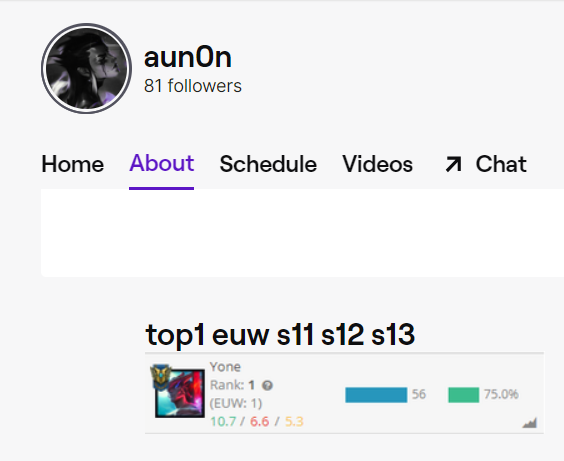 aun0n
81 followers
Home About Schedule Videos Chat
top1 euw s11 s12 s13
Yone
Rank: 1
(EUW: 1)
56 75.0%
10.7 / 6.6 / 5.3